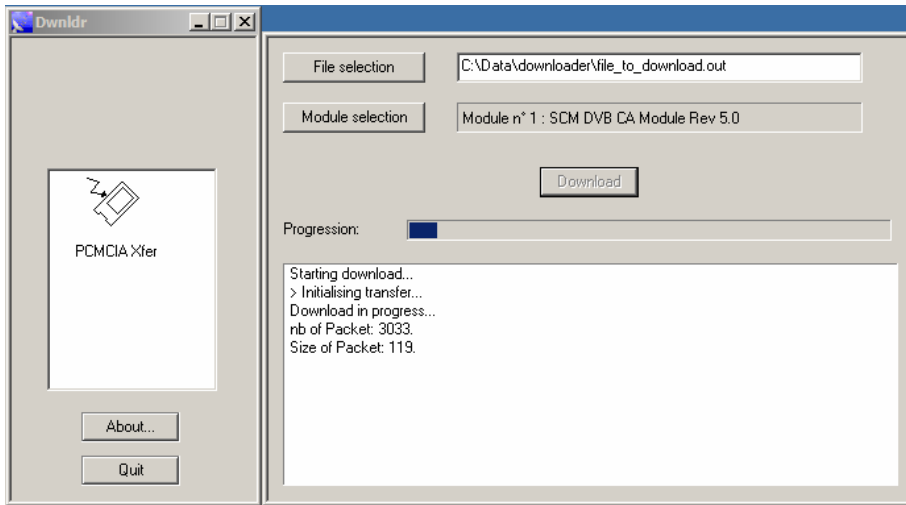 Dwnldr
PCMCIA Xfer
About...
Quit
File selection
C:\Data\downloader\file_to_download.out
Module selection
Module n° 1 : SCM DVB CA Module Rev 5.0
Download
Progression:
Starting download...
> Initialising transfer...
Download in progress...
nb of Packet: 3033.
Size of Packet: 119.